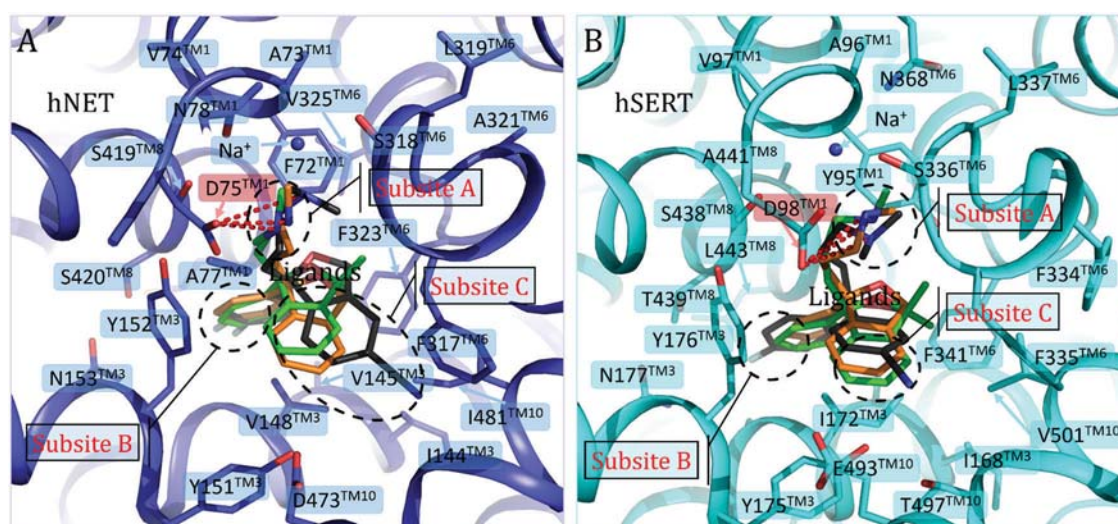 A
hNET
V74TM1
A73TM1
L319TM6
N78TM1
V325TM6
A321TM6
Na+
S318TM6
S419TM8
F72TM1
D75TM1
Subsite A
F323TM6
S420TM8
A77TM1
Ligands
Subsite C
Y152TM3
F317TM6
N153TM3
V145TM3
I481TM10
V148TM3
Subsite B
I144TM3
Y151TM3
D473TM10
B
hSERT
V97TM1
A96TM1
N368TM6
L337TM6
Na+
A441TM8
Y95TM1
S336TM6
S438TM8
D98TM1
Subsite A
L443TM8
F334TM6
T439TM8
Ligands
Subsite C
Y176TM3
F341TM6
F335TM6
N177TM3
I172TM3
V501TM10
Subsite B
E493TM10
I168TM3
Y175TM3
T497TM10